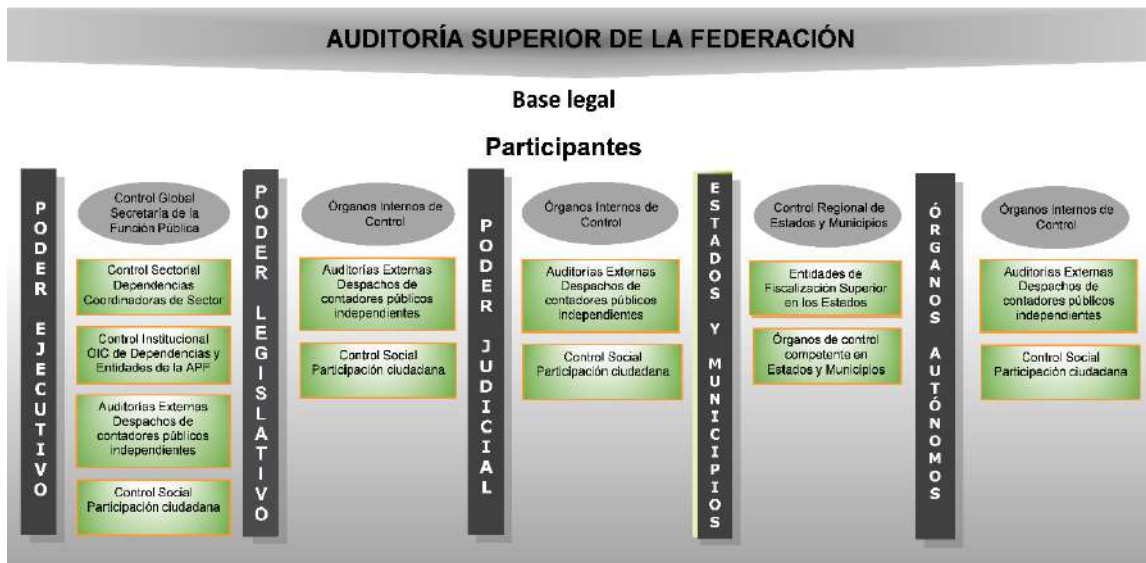 AUDITORÍA SUPERIOR DE LA FEDERACIÓN
Base legal
Participantes
PODER EJECUTIVO
Control Global
Secretaría de la
Función Pública
Control Sectorial
Dependencias
Coordinadoras de Sector
Control Institucional
OIC de Dependencias y
Entidades de la APF
Auditorías Externas
Despachos de
contadores públicos
independientes
Control Social
Participación ciudadana
PODER LEGISLATIVO
Órganos Internos de
Control
Auditorías Externas
Despachos de
contadores públicos
independientes
Control Social
Participación ciudadana
PODER JUDICIAL
Órganos Internos de
Control
Auditorías Externas
Despachos de
contadores públicos
independientes
Control Social
Participación ciudadana
ESTADOS Y MUNICIPIOS
Control Regional de
Estados y Municipios
Entidades de
Fiscalización Superior
en los Estados
Órganos de control
competente en
Estados y Municipios
ÓRGANOS AUTÓNOMOS
Órganos Internos de
Control
Auditorías Externas
Despachos de
contadores públicos
independientes
Control Social
Participación ciudadana